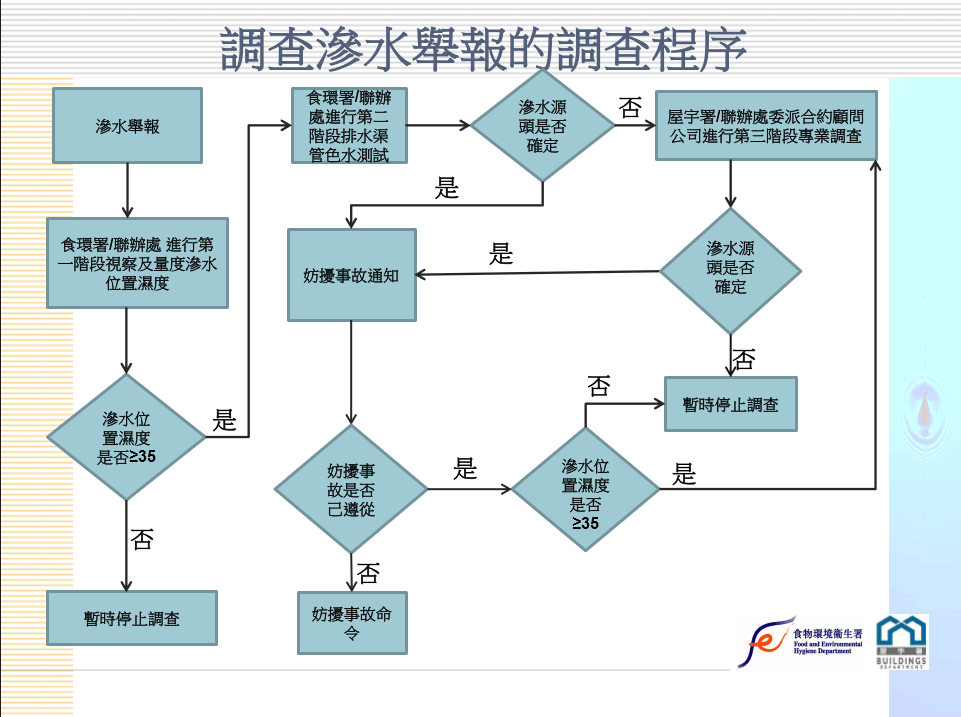 調查滲水舉報的調查程序
滲水舉報
食環署/聯辦處 進行第
一階段視察及量度滲水
位置濕度
滲水位
置濕度
是否≥35
是
否
暫時停止調查
食環署/聯辦
處進行第二
階段排水渠
管色水測試
滲水源
頭是否
確定
否
是
屋宇署/聯辦處委派合約顧問
公司進行第三階段專業調查
滲水源
頭是否
確定
是
否
妨擾事故通知
暫時停止調查
妨擾事
故是否
己遵從
是
否
妨擾事故命
令
滲水位
置濕度
是否
≥35
否
是
食物環境衞生署
Food and Environmental
Hygiene Department
屋宇署
BUILDINGS
DEPARTMENT